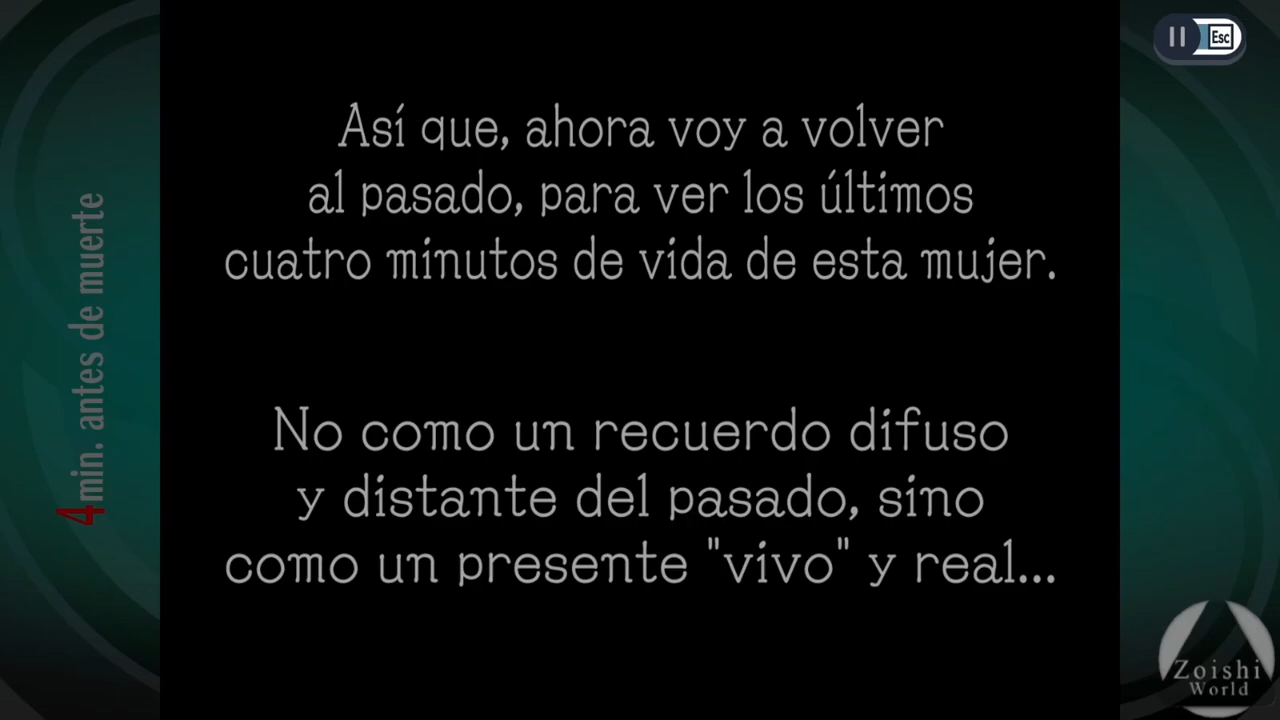 Así que, ahora voy a volver
al pasado, para ver los últimos
cuatro minutos de vida de esta mujer.
No como un recuerdo difuso
y distante del pasado, sino
como un presente "vivo" y real...
4 min. antes de muerte
Esc
Zoishi
World